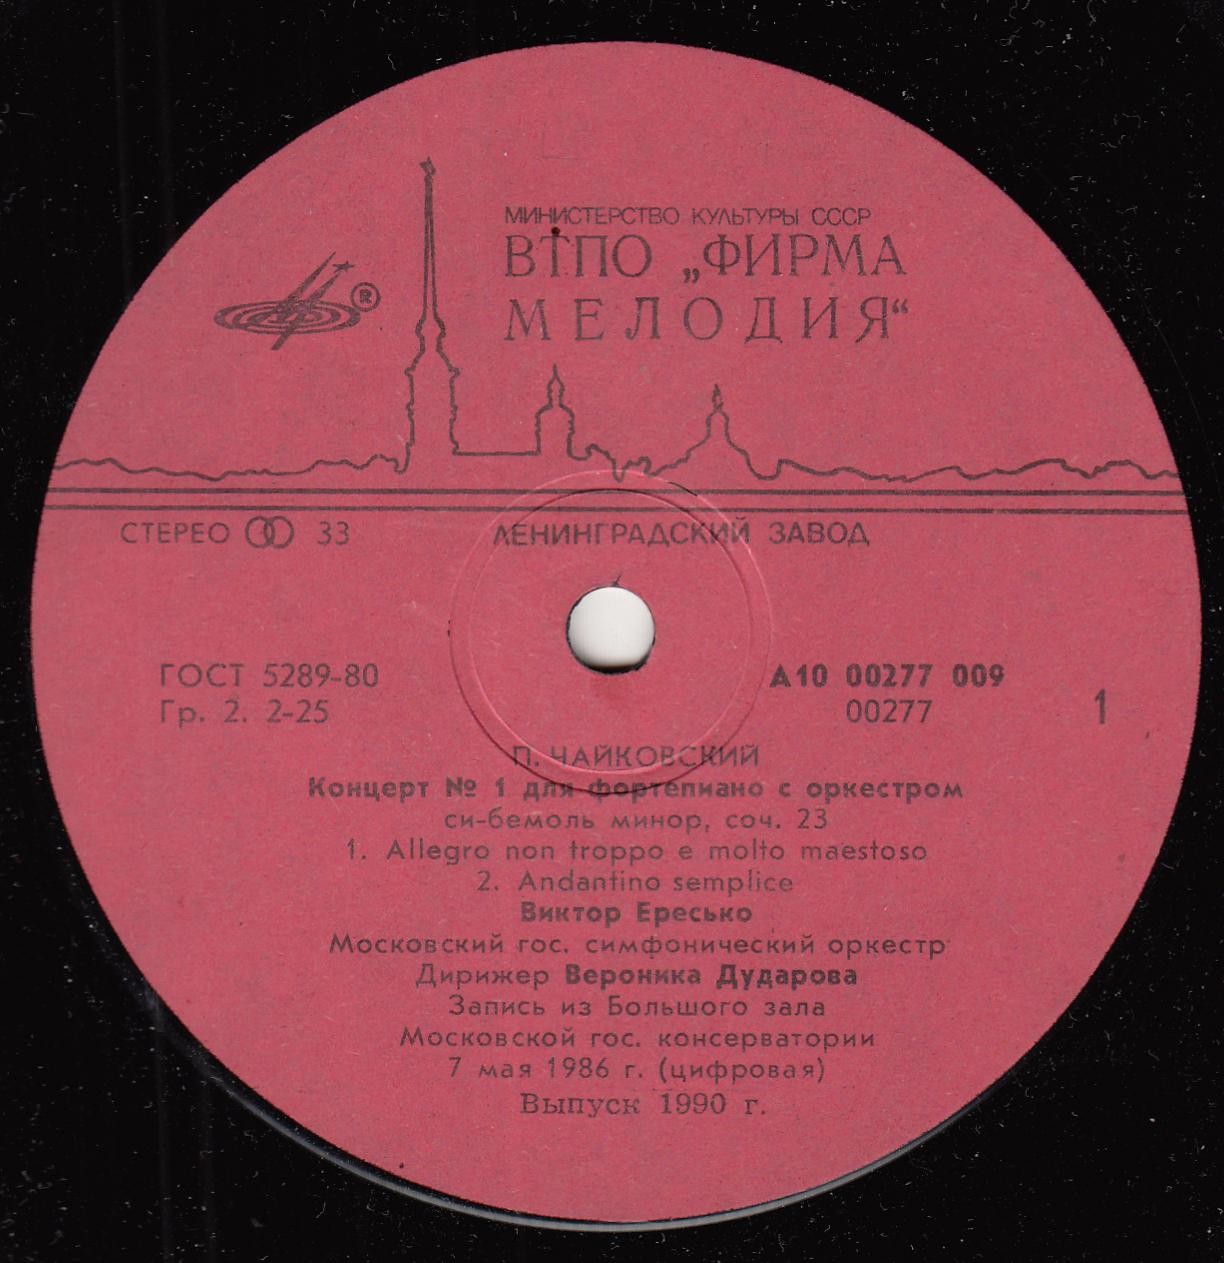 МИНИСТЕРСТВО КУЛЬТУРЫ СССР
ВТПО „ФИРМА
МЕЛОДИЯ“
®
СТЕРЕО 33 ЛЕНИНГРАДСКИЙ ЗАВОД
ГОСТ 5289-80 А10 00277 009
Гр. 2. 2-25 00277 1
П. ЧАЙКОВСКИЙ
Концерт № 1 для фортепиано с оркестром
си-бемоль минор, соч. 23
1. Allegro non troppo e molto maestoso
2. Andantino semplice
Виктор Ересько
Московский гос. симфонический оркестр
Дирижер Вероника Дударова
Запись из Большого зала
Московской гос. консерватории
7 мая 1986 г. (цифровая)
Выпуск 1990 г.